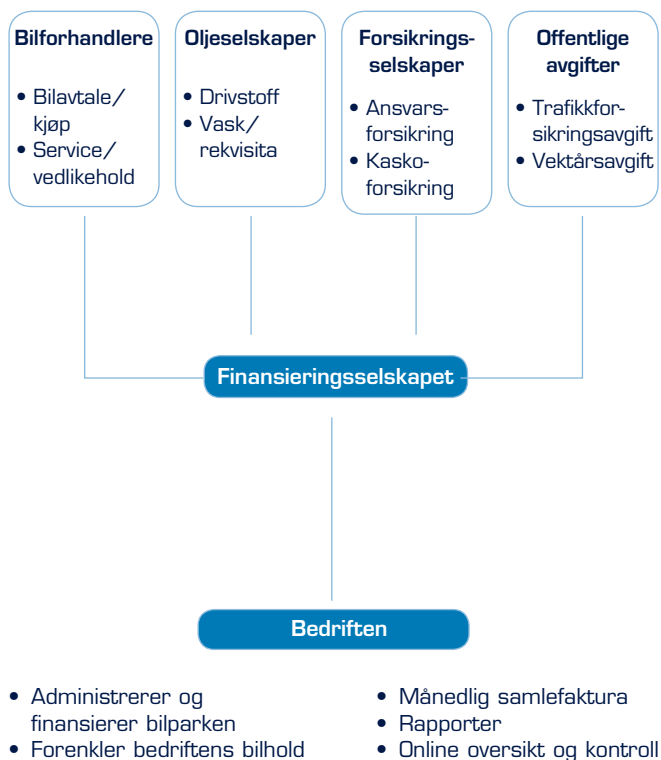 Bilforhandlere
• Bilavtale/
kjøp
• Service/
vedlikehold
Oljeselskaper
• Drivstoff
• Vask/
rekvisita
Forsikrings-
selskaper
• Ansvars-
forsikring
• Kasko-
forsikring
Offentlige
avgifter
• Trafikkfor-
sikringsavgift
• Vektårsavgift
Finansieringsselskapet
Bedriften
• Administrerer og
finansierer bilparken
• Forenkler bedriftens bilhold
• Månedlig samlefaktura
• Rapporter
• Online oversikt og kontroll